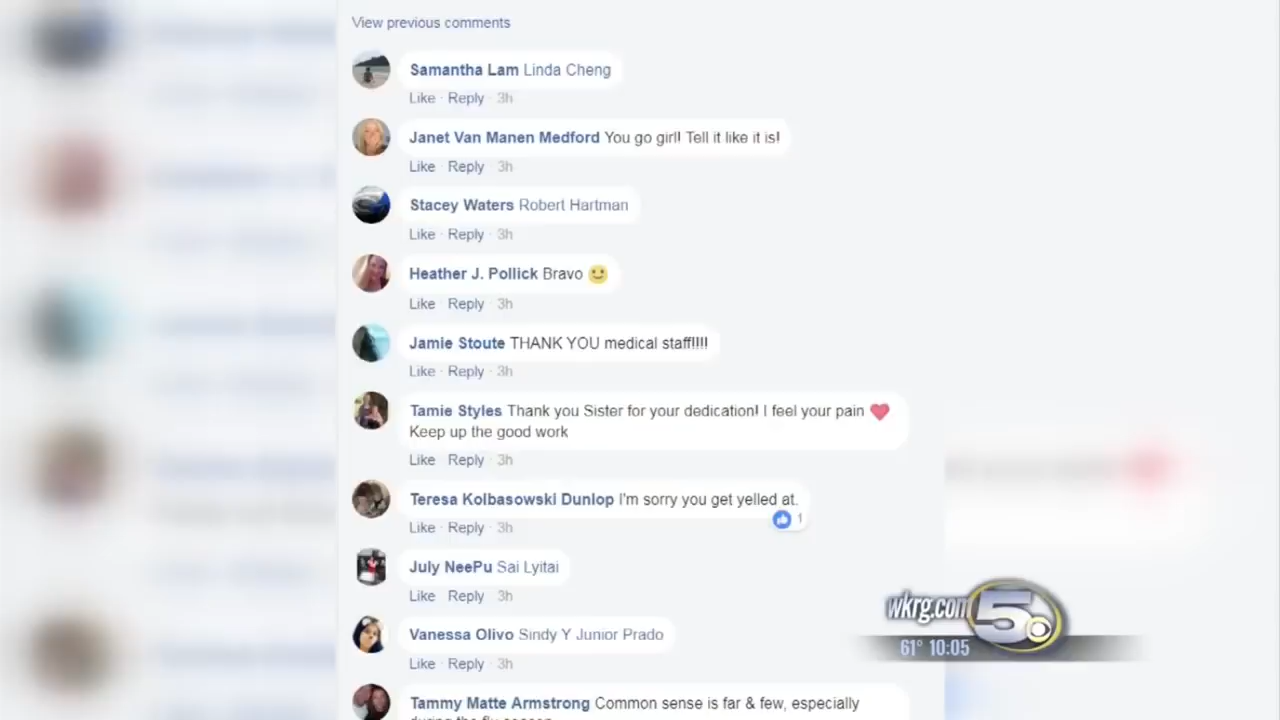 View previous comments
Samantha Lam Linda Cheng
Like · Reply · 3h
Janet Van Manen Medford You go girl! Tell it like it is!
Like · Reply · 3h
Stacey Waters Robert Hartman
Like · Reply · 3h
Heather J. Pollick Bravo 🙂
Like · Reply · 3h
Jamie Stoute THANK YOU medical staff!!!!
Like · Reply · 3h
Tamie Styles Thank you Sister for your dedication! I feel your pain ❤
Keep up the good work
Like · Reply · 3h
Teresa Kolbasowski Dunlop I'm sorry you get yelled at.
1
Like · Reply · 3h
July NeePu Sai Lyitai
Like · Reply · 3h
Vanessa Olivo Sindy Y Junior Prado
Like · Reply · 3h
Tammy Matte Armstrong Common sense is far & few, especially
during the flu season
wkrg.com 5
61° 10:05